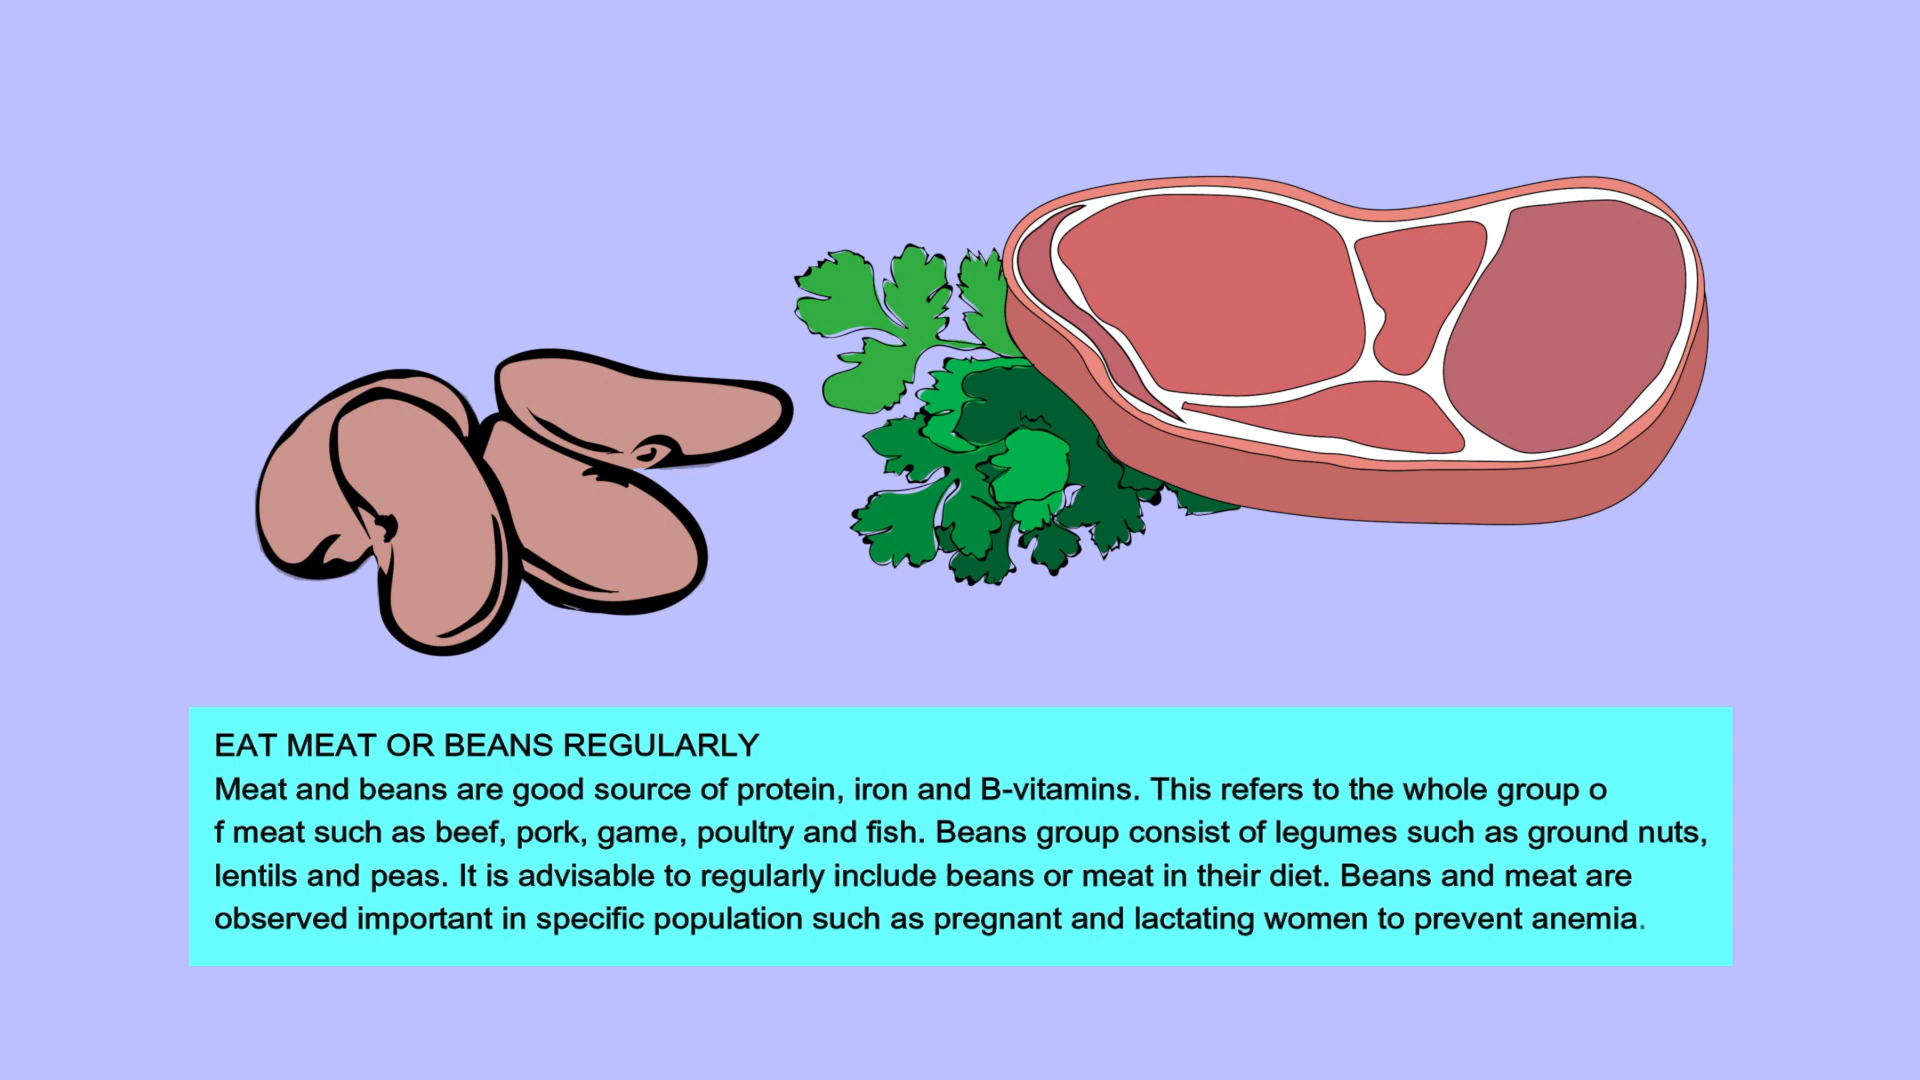 EAT MEAT OR BEANS REGULARLY
Meat and beans are good source of protein, iron and B-vitamins. This refers to the whole group o
f meat such as beef, pork, game, poultry and fish. Beans group consist of legumes such as ground nuts,
lentils and peas. It is advisable to regularly include beans or meat in their diet. Beans and meat are
observed important in specific population such as pregnant and lactating women to prevent anemia.